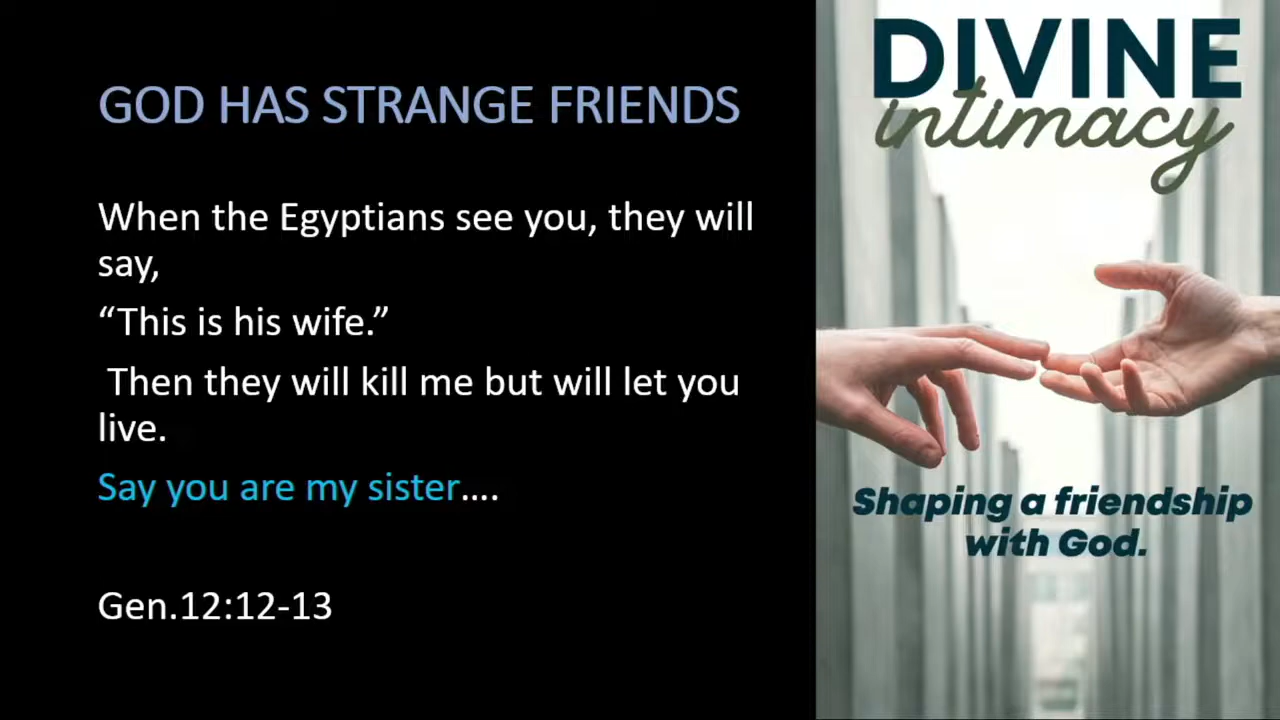 GOD HAS STRANGE FRIENDS
When the Egyptians see you, they will
say,
“This is his wife.”
Then they will kill me but will let you
live.
Say you are my sister....
Gen.12:12-13
DIVINE
intimacy
Shaping a friendship
with God.